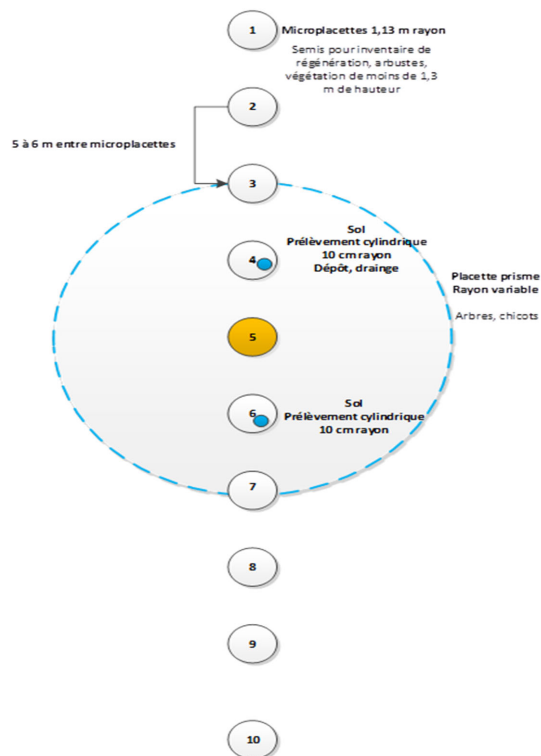 1
Microplacettes 1,13 m rayon
Semis pour inventaire de
régénération, arbustes,
végétation de moins de 1,3
m de hauteur
2
5 à 6 m entre microplacettes
3
Sol
Prélèvement cylindrique
10 cm rayon
Dépôt, drainge
4
Placette prisme
Rayon variable
Arbres, chicots
5
6
Sol
Prélèvement cylindrique
10 cm rayon
7
8
9
10